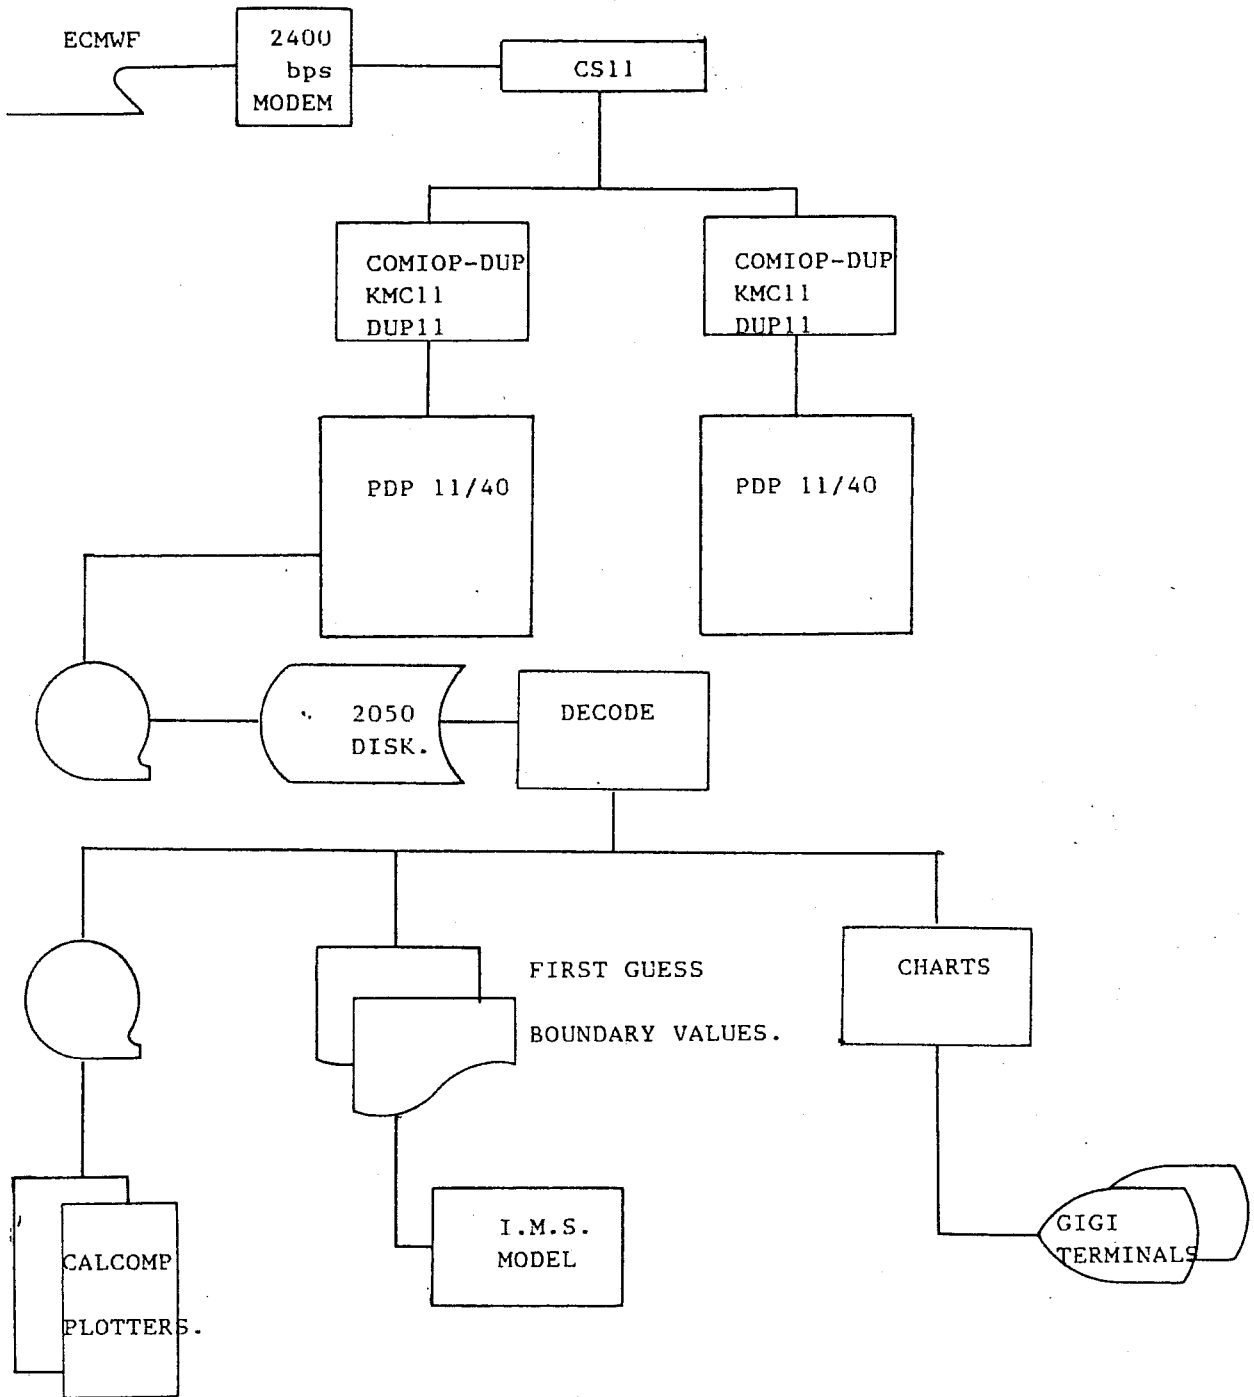 ECMWF
2400
bps
MODEM
CS11
COMIOP-DUP
KMC11
DUP11
COMIOP-DUP
KMC11
DUP11
PDP 11/40
PDP 11/40
2050
DISK.
DECODE
FIRST GUESS
BOUNDARY VALUES.
CHARTS
CALCOMP
PLOTTERS.
I.M.S.
MODEL
GIGI
TERMINALS